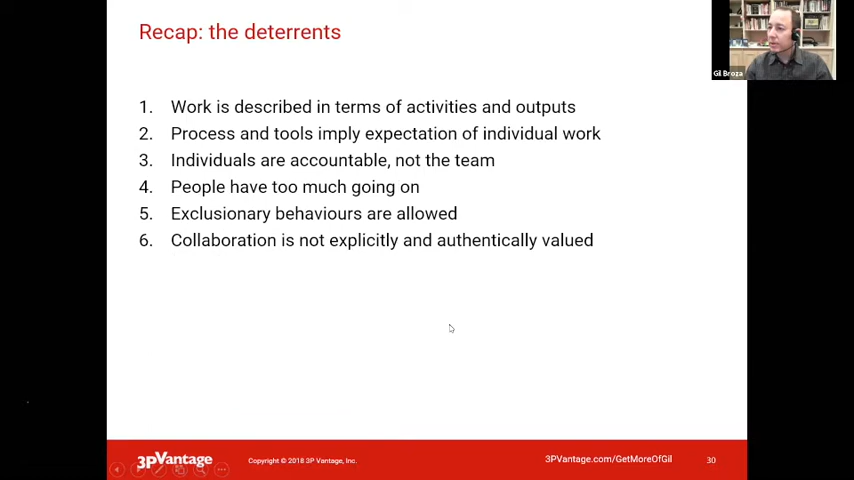 Recap: the deterrents
Gil Broza
1. Work is described in terms of activities and outputs
2. Process and tools imply expectation of individual work
3. Individuals are accountable, not the team
4. People have too much going on
5. Exclusionary behaviours are allowed
6. Collaboration is not explicitly and authentically valued
3PVantage
Copyright © 2018 3P Vantage, Inc.
3PVantage.com/GetMoreOfGil
30